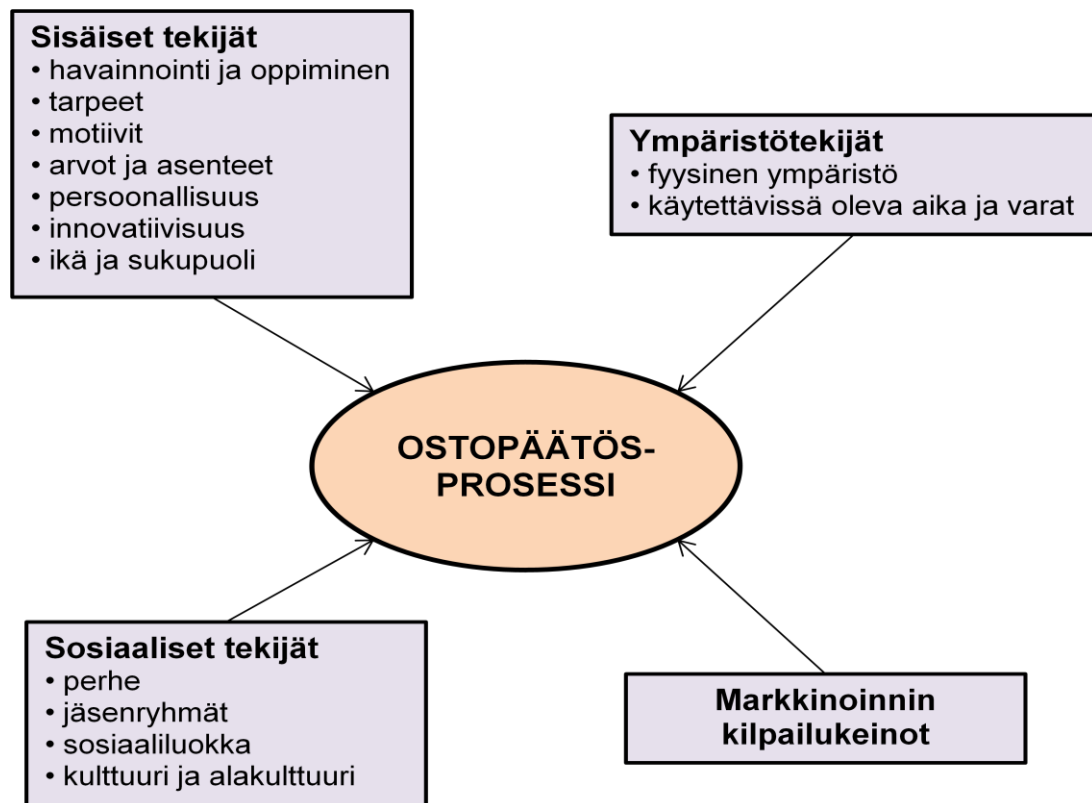 Sisäiset tekijät
• havainnointi ja oppiminen
• tarpeet
• motiivit
• arvot ja asenteet
• persoonallisuus
• innovatiivisuus
• ikä ja sukupuoli
Ympäristötekijät
• fyysinen ympäristö
• käytettävissä oleva aika ja varat
OSTOPÄÄTÖS-
PROSESSI
Sosiaaliset tekijät
• perhe
• jäsenryhmät
• sosiaaliluokka
• kulttuuri ja alakulttuuri
Markkinoinnin
kilpailukeinot